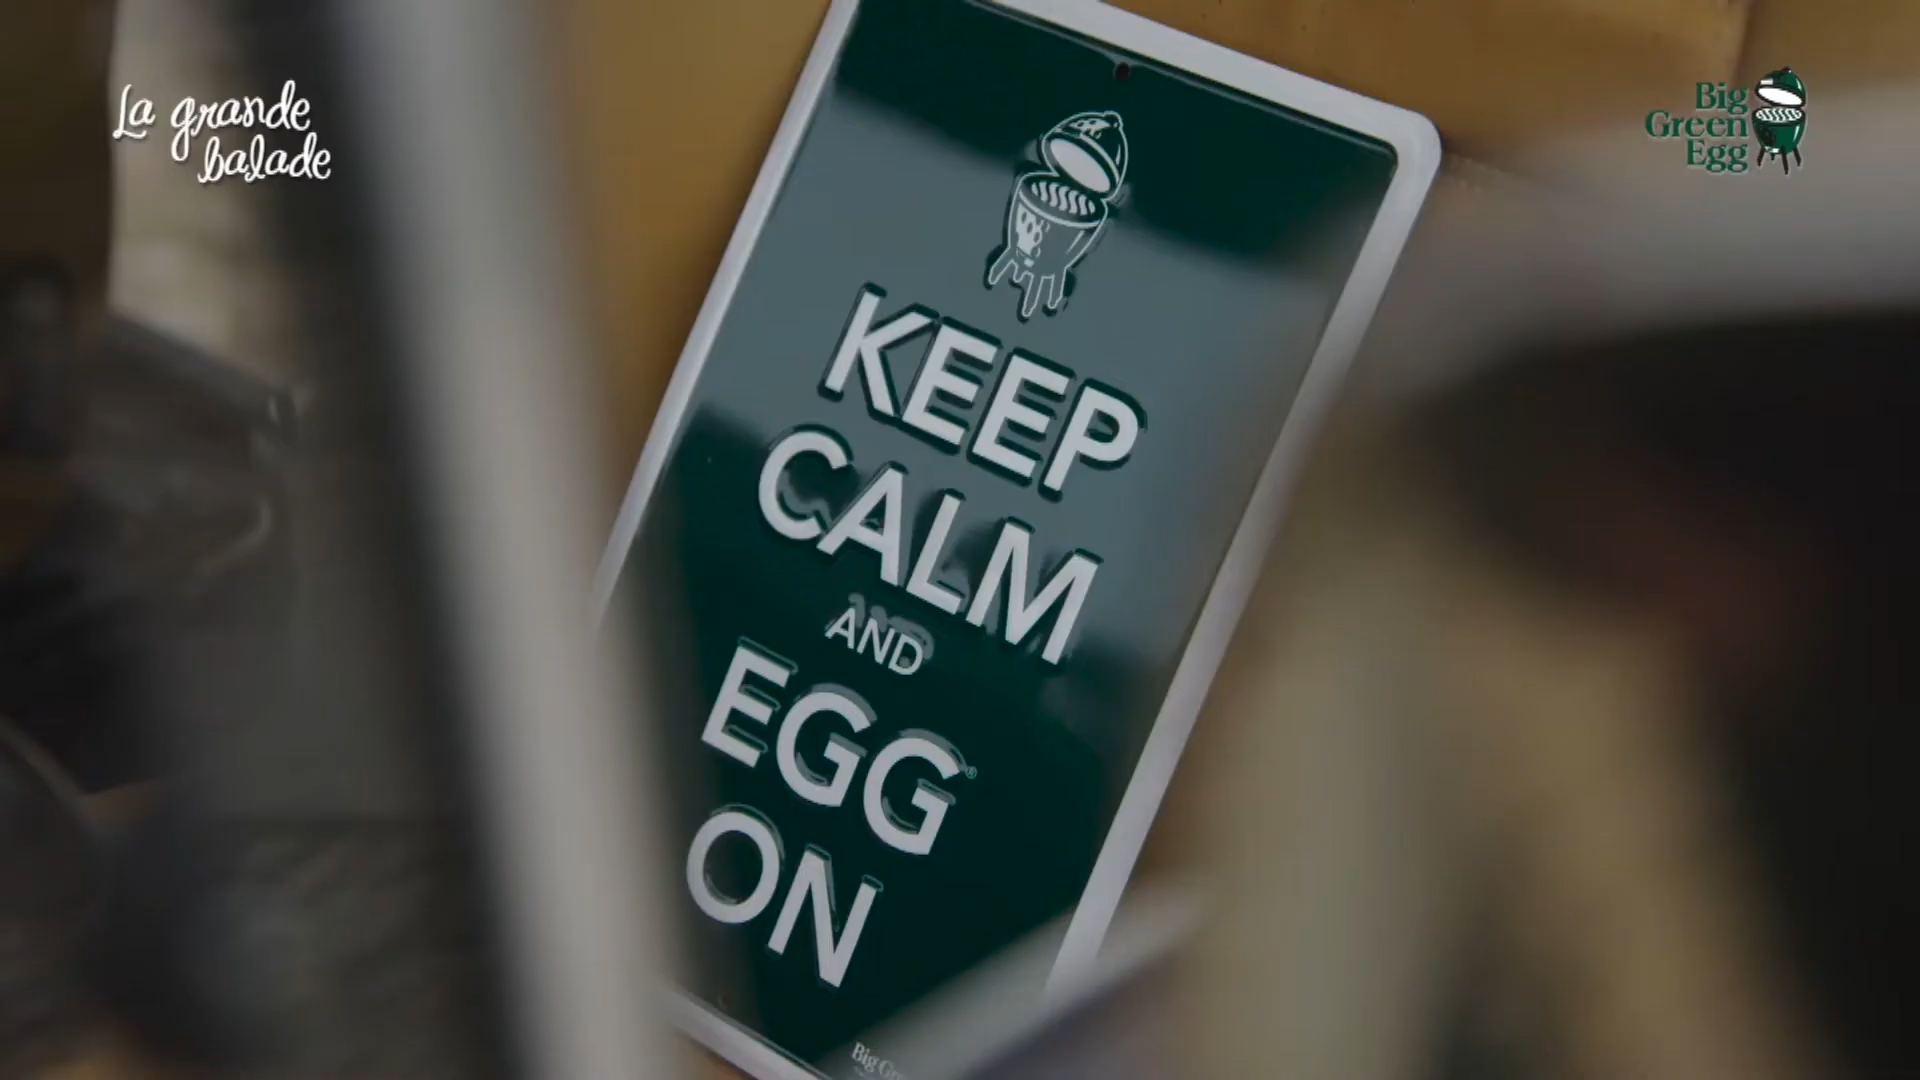 La grande
balade
Big
Green
Egg
KEEP
CALM
AND
EGG®
ON